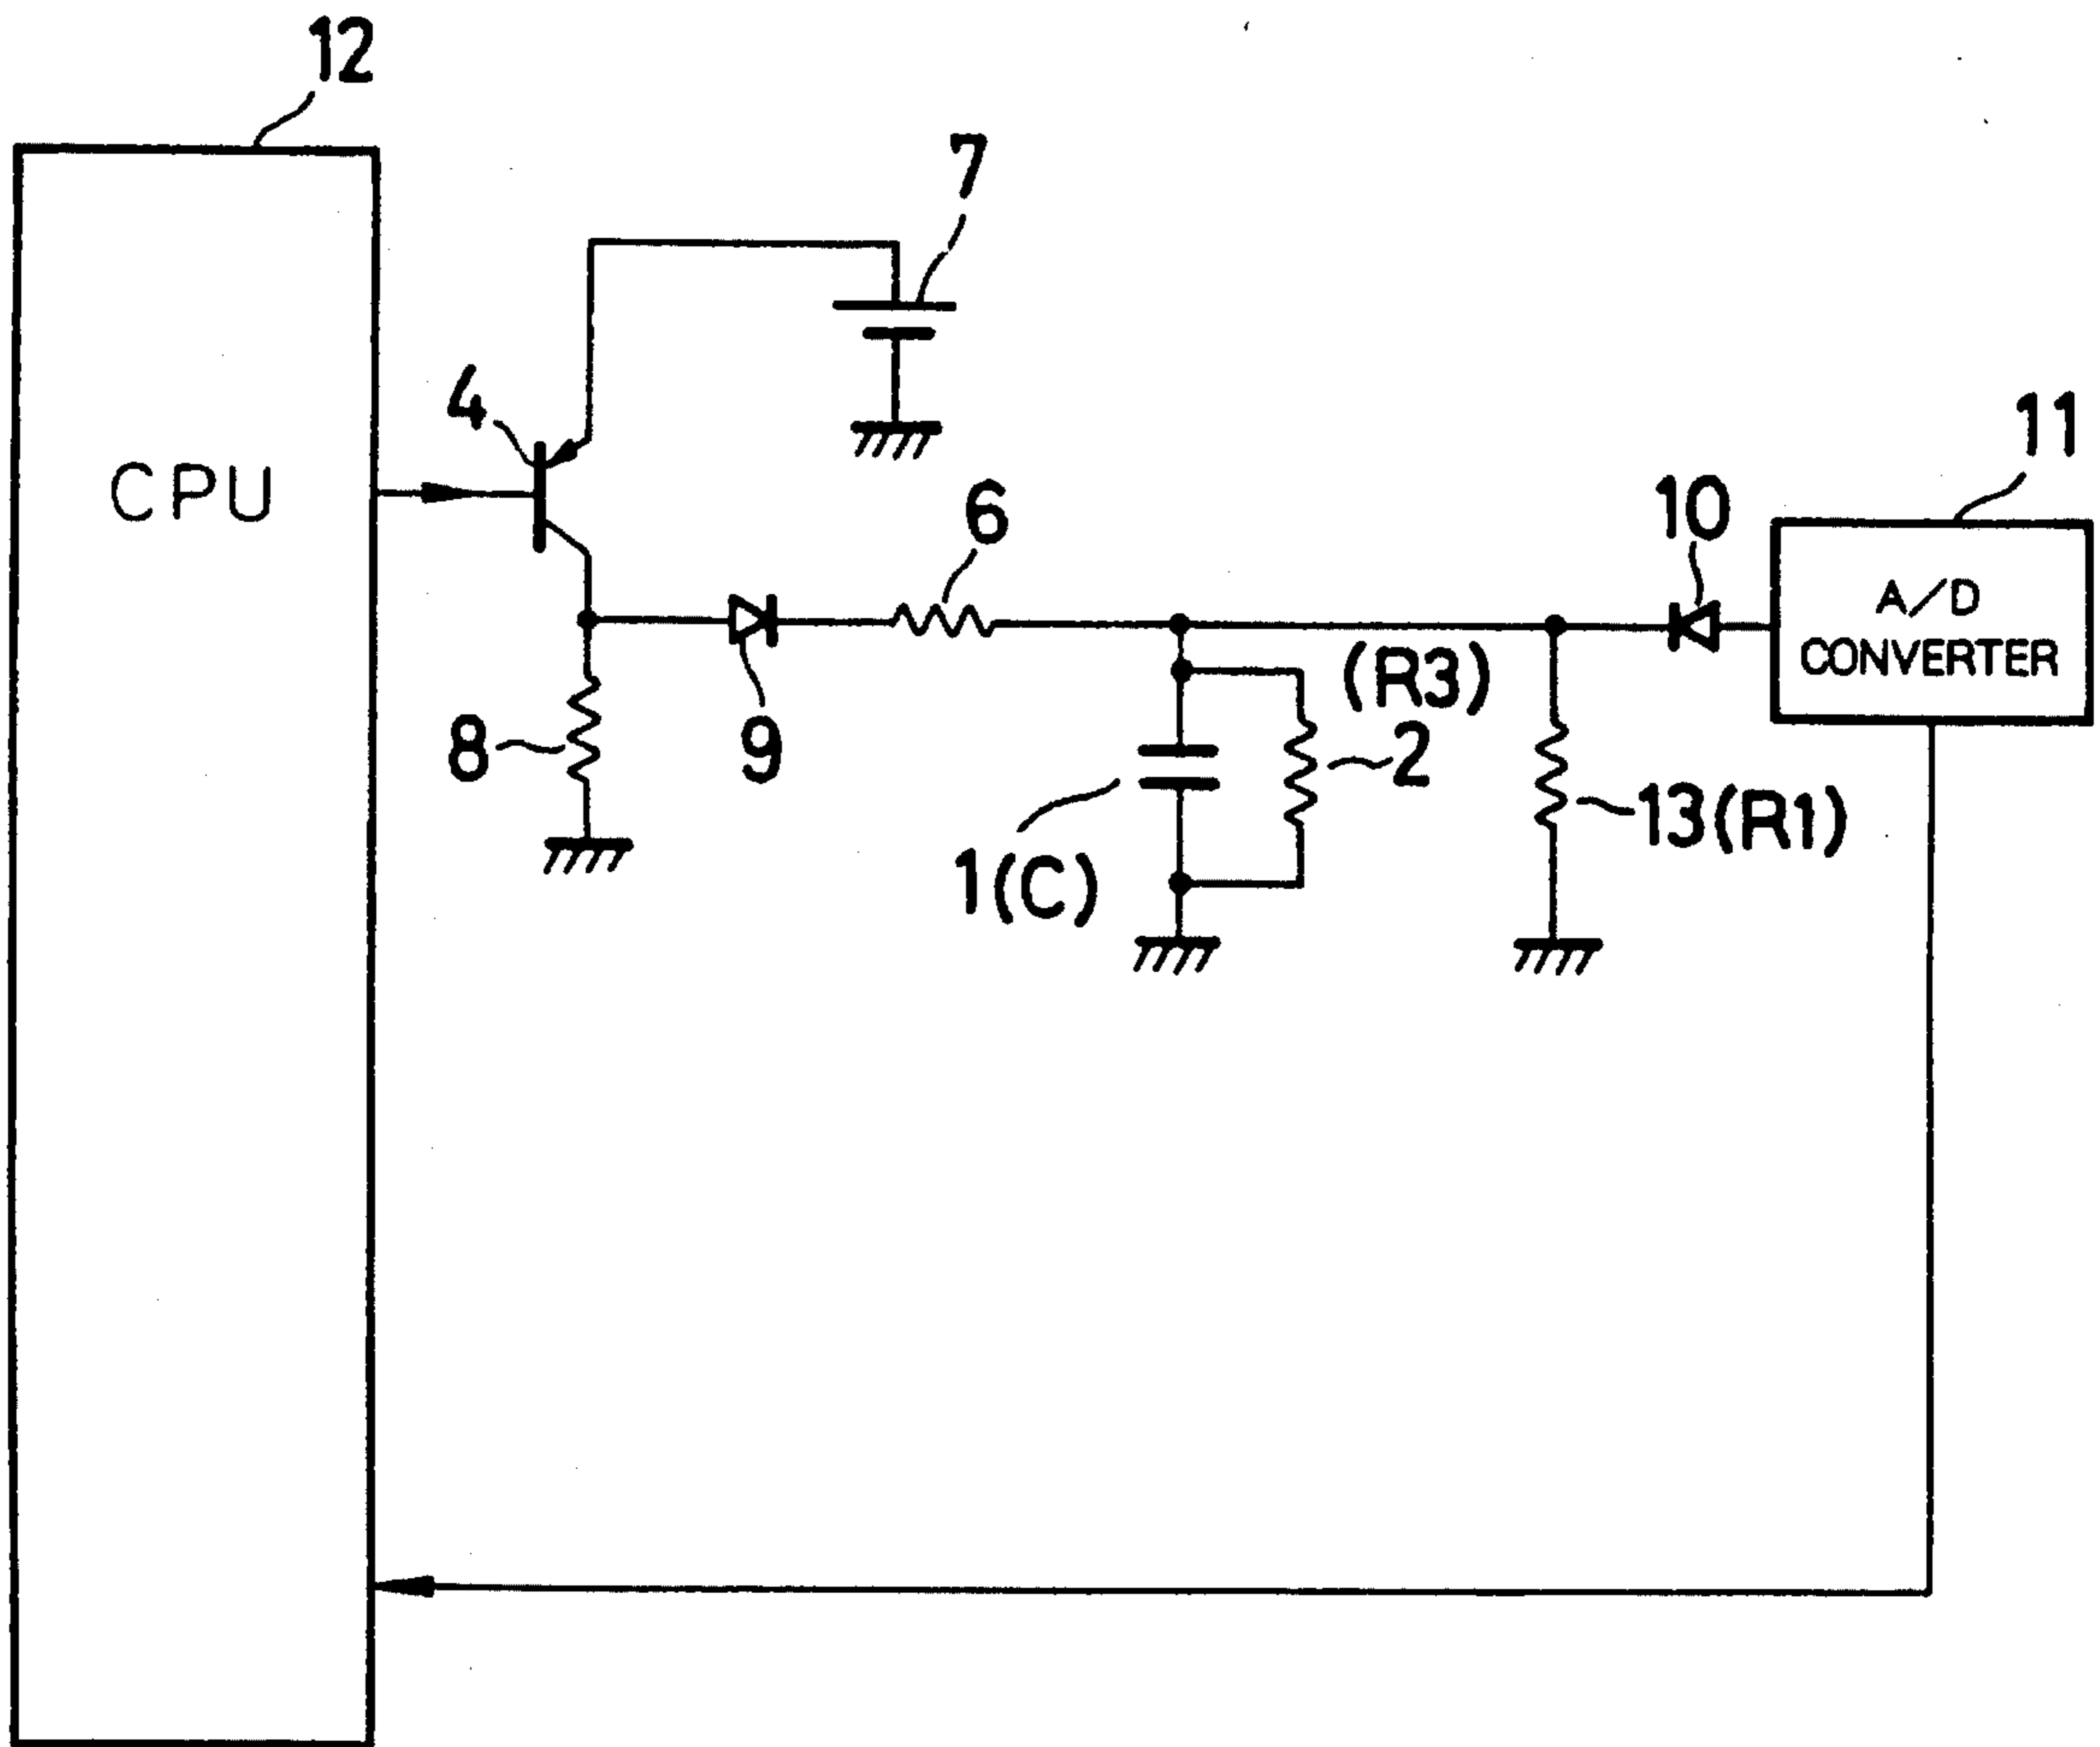 12
7
4
11
CPU
6
10
A/D
CONVERTER
(R3)
8
9
2
13(R1)
1(C)